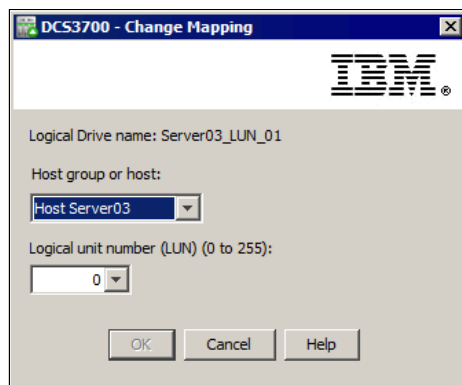 DCS3700 - Change Mapping
IBM®
Logical Drive name: Server03_LUN_01
Host group or host:
Host Server03
Logical unit number (LUN) (0 to 255):
0
OK Cancel Help